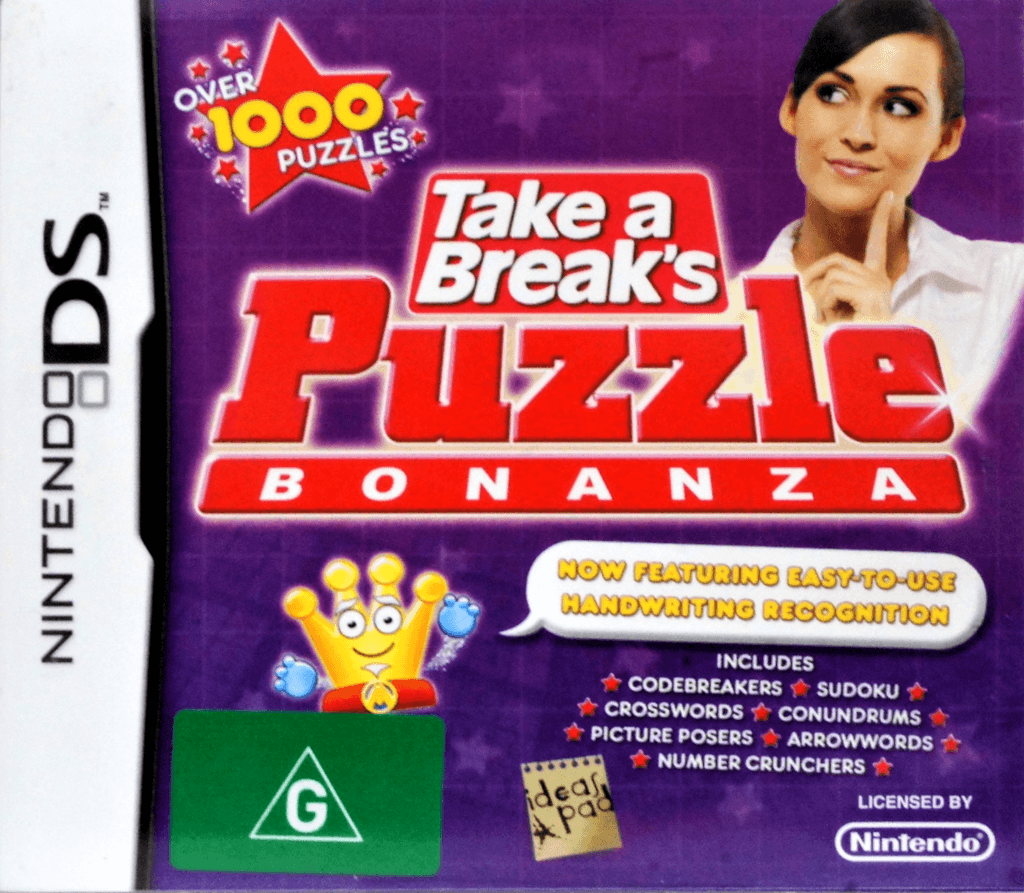 NINTENDO DS™
OVER
1000
PUZZLES
Take a
Break's
Puzzle
BONANZA
NOW FEATURING EASY-TO-USE
HANDWRITING RECOGNITION
INCLUDES
CODEBREAKERS ★ SUDOKU ★
★ CROSSWORDS ★ CONUNDRUMS ★
★ PICTURE POSERS ★ ARROWWORDS ★
★ NUMBER CRUNCHERS ★
G
ideas
pad
LICENSED BY
Nintendo®